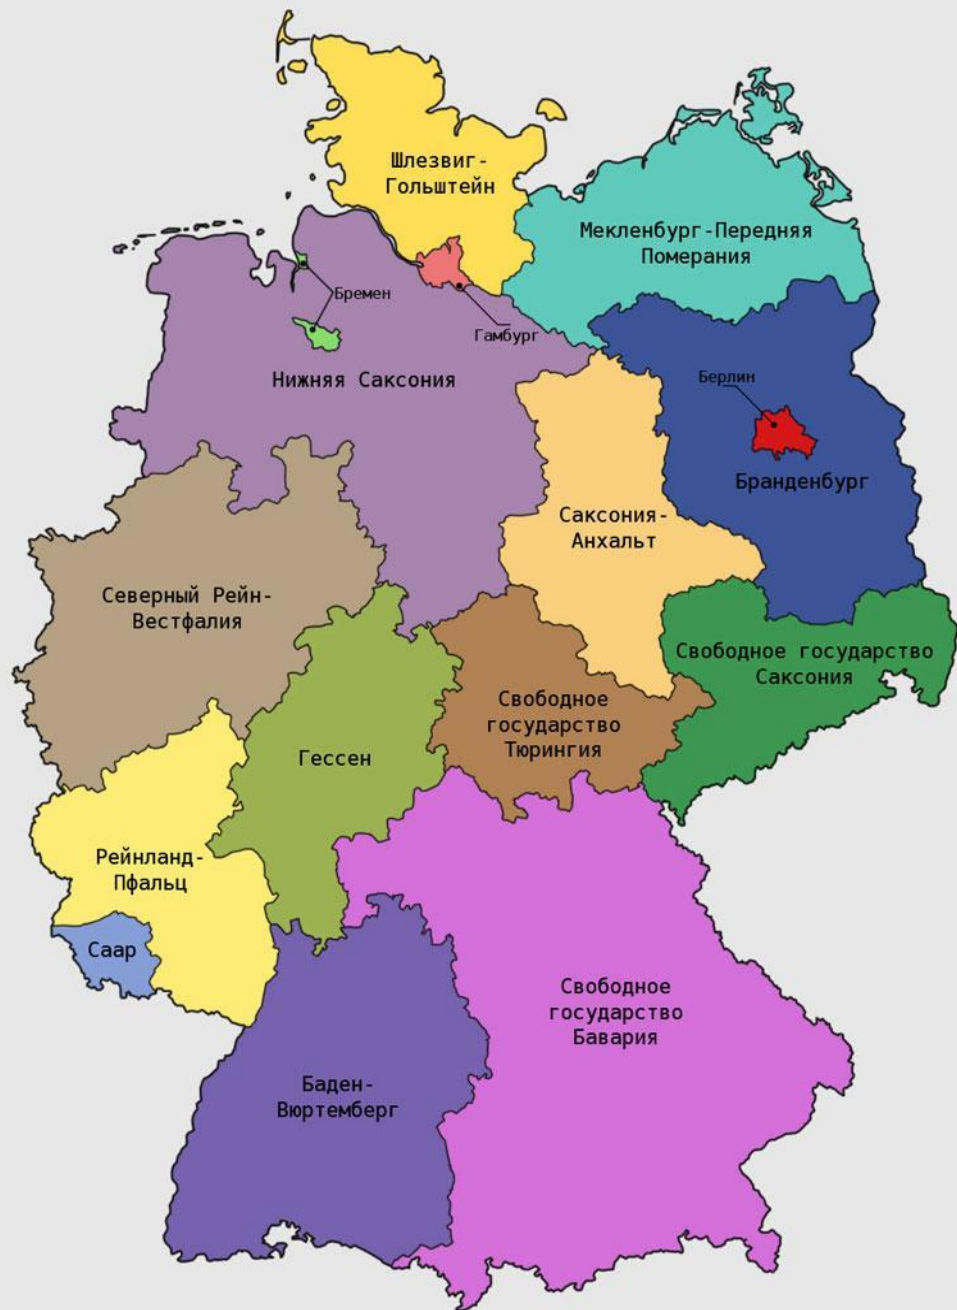 Шлезвиг-
Гольштейн
Мекленбург-Передняя
Померания
Бремен
Гамбург
Нижняя Саксония
Берлин
Бранденбург
Саксония-
Анхальт
Северный Рейн-
Вестфалия
Свободное государство
Саксония
Свободное
государство
Тюрингия
Гессен
Рейнланд-
Пфальц
Саар
Свободное
государство
Бавария
Баден-
Вюртемберг